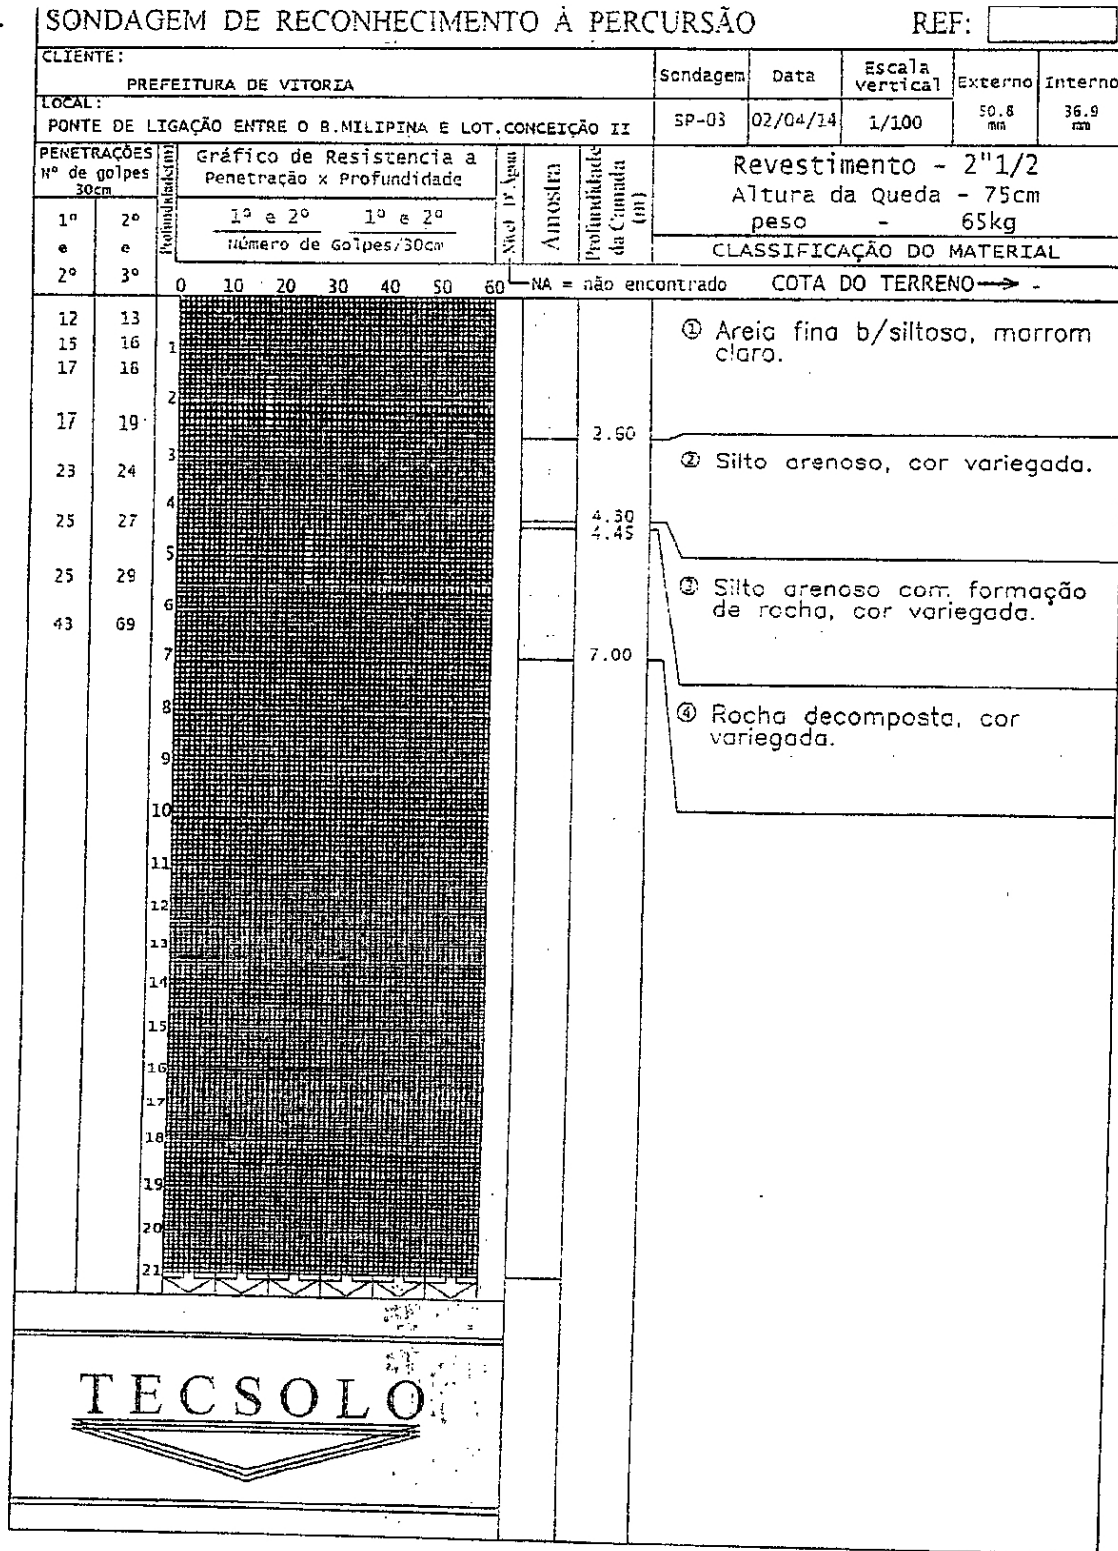 SONDAGEM DE RECONHECIMENTO À PERCURSÃO REF:
CLIENTE:
PREFEITURA DE VITORIA
Sondagem Data Escala vertical Externo Interno
LOCAL:
PONTE DE LIGAÇÃO ENTRE O B.MILIPINA E LOT.CONCEIÇÃO II
SP-03 02/04/14 1/100 50.8 mm 36.9 mm
PENETRAÇÕES
Nº de golpes
30cm
Profundidade(m)
Gráfico de Resistencia a
Penetração x Profundidade
Nível D'Água
Amostra
Profundidade
da Camada
(m)
Revestimento - 2"1/2
Altura da Queda - 75cm
peso - 65kg
1º 2º
e e
2º 3º
1º e 2º 1º e 2º
Número de Golpes/30cm
CLASSIFICAÇÃO DO MATERIAL
0 10 20 30 40 50 60
NA = não encontrado COTA DO TERRENO -
12 13
15 16
17 18
17 19
23 24
25 27
25 29
43 69
1
2
3
4
5
6
7
8
9
10
11
12
13
14
15
16
17
18
19
20
21
2.60
4.30
4.45
7.00
① Areia fina b/siltosa, marrom
claro.
② Silto arenoso, cor variegada.
③ Silto arenoso com formação
de rocha, cor variegada.
④ Rocha decomposta, cor
variegada.
TECSOLO